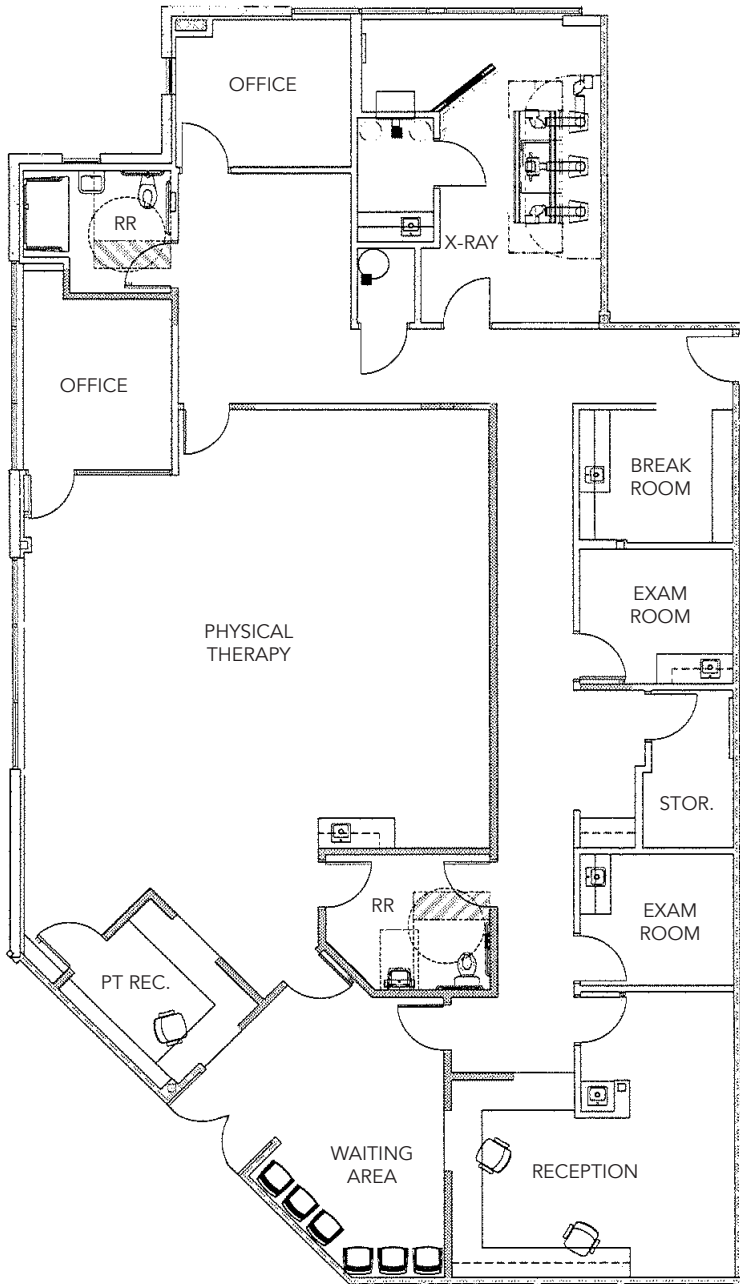 OFFICE
RR
X-RAY
OFFICE
BREAK
ROOM
EXAM
ROOM
PHYSICAL
THERAPY
STOR.
RR
EXAM
ROOM
PT REC.
WAITING
AREA
RECEPTION